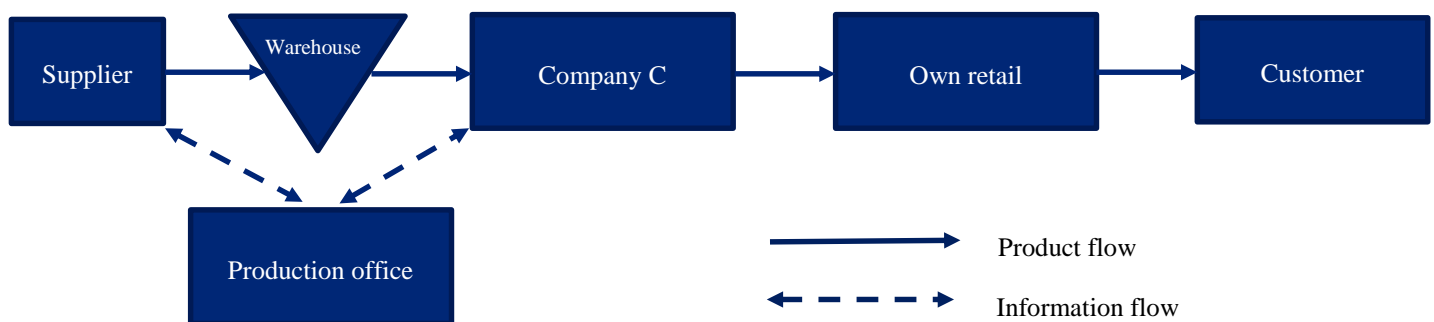 Warehouse
Supplier
Company C
Own retail
Customer
Production office
Product flow
Information flow